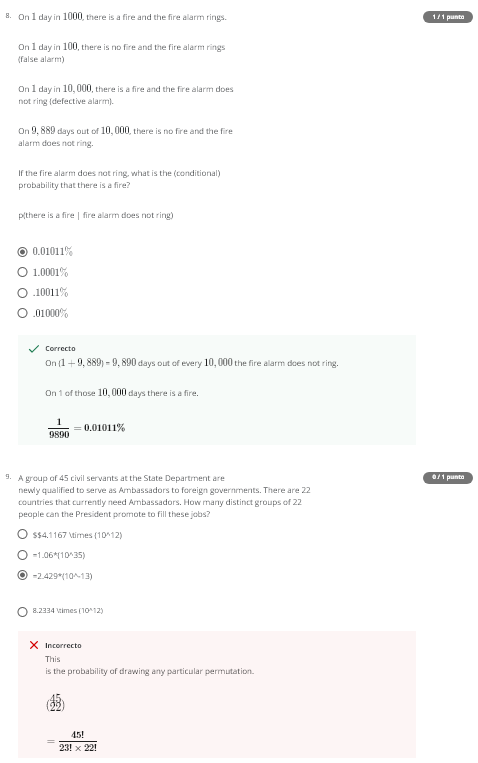 8. On 1 day in 1000, there is a fire and the fire alarm rings.
1 / 1 punto
On 1 day in 100, there is no fire and the fire alarm rings
(false alarm)
On 1 day in 10,000, there is a fire and the fire alarm does
not ring (defective alarm).
On 9,889 days out of 10,000, there is no fire and the fire
alarm does not ring.
If the fire alarm does not ring, what is the (conditional)
probability that there is a fire?
p(there is a fire | fire alarm does not ring)
0.01011%
1.0001%
.10011%
.01000%
Correcto
On (1 + 9,889) = 9,890 days out of every 10,000 the fire alarm does not ring.
On 1 of those 10,000 days there is a fire.
1
9890 = 0.01011%
9. A group of 45 civil servants at the State Department are
0 / 1 punto
newly qualified to serve as Ambassadors to foreign governments. There are 22
countries that currently need Ambassadors. How many distinct groups of 22
people can the President promote to fill these jobs?
$$4.1167 \times (10^12)
=1.06*(10^35)
=2.429*(10^-13)
8.2334 \times (10^12)
Incorrecto
This
is the probability of drawing any particular permutation.
(45
22)
= 45!
23! × 22!